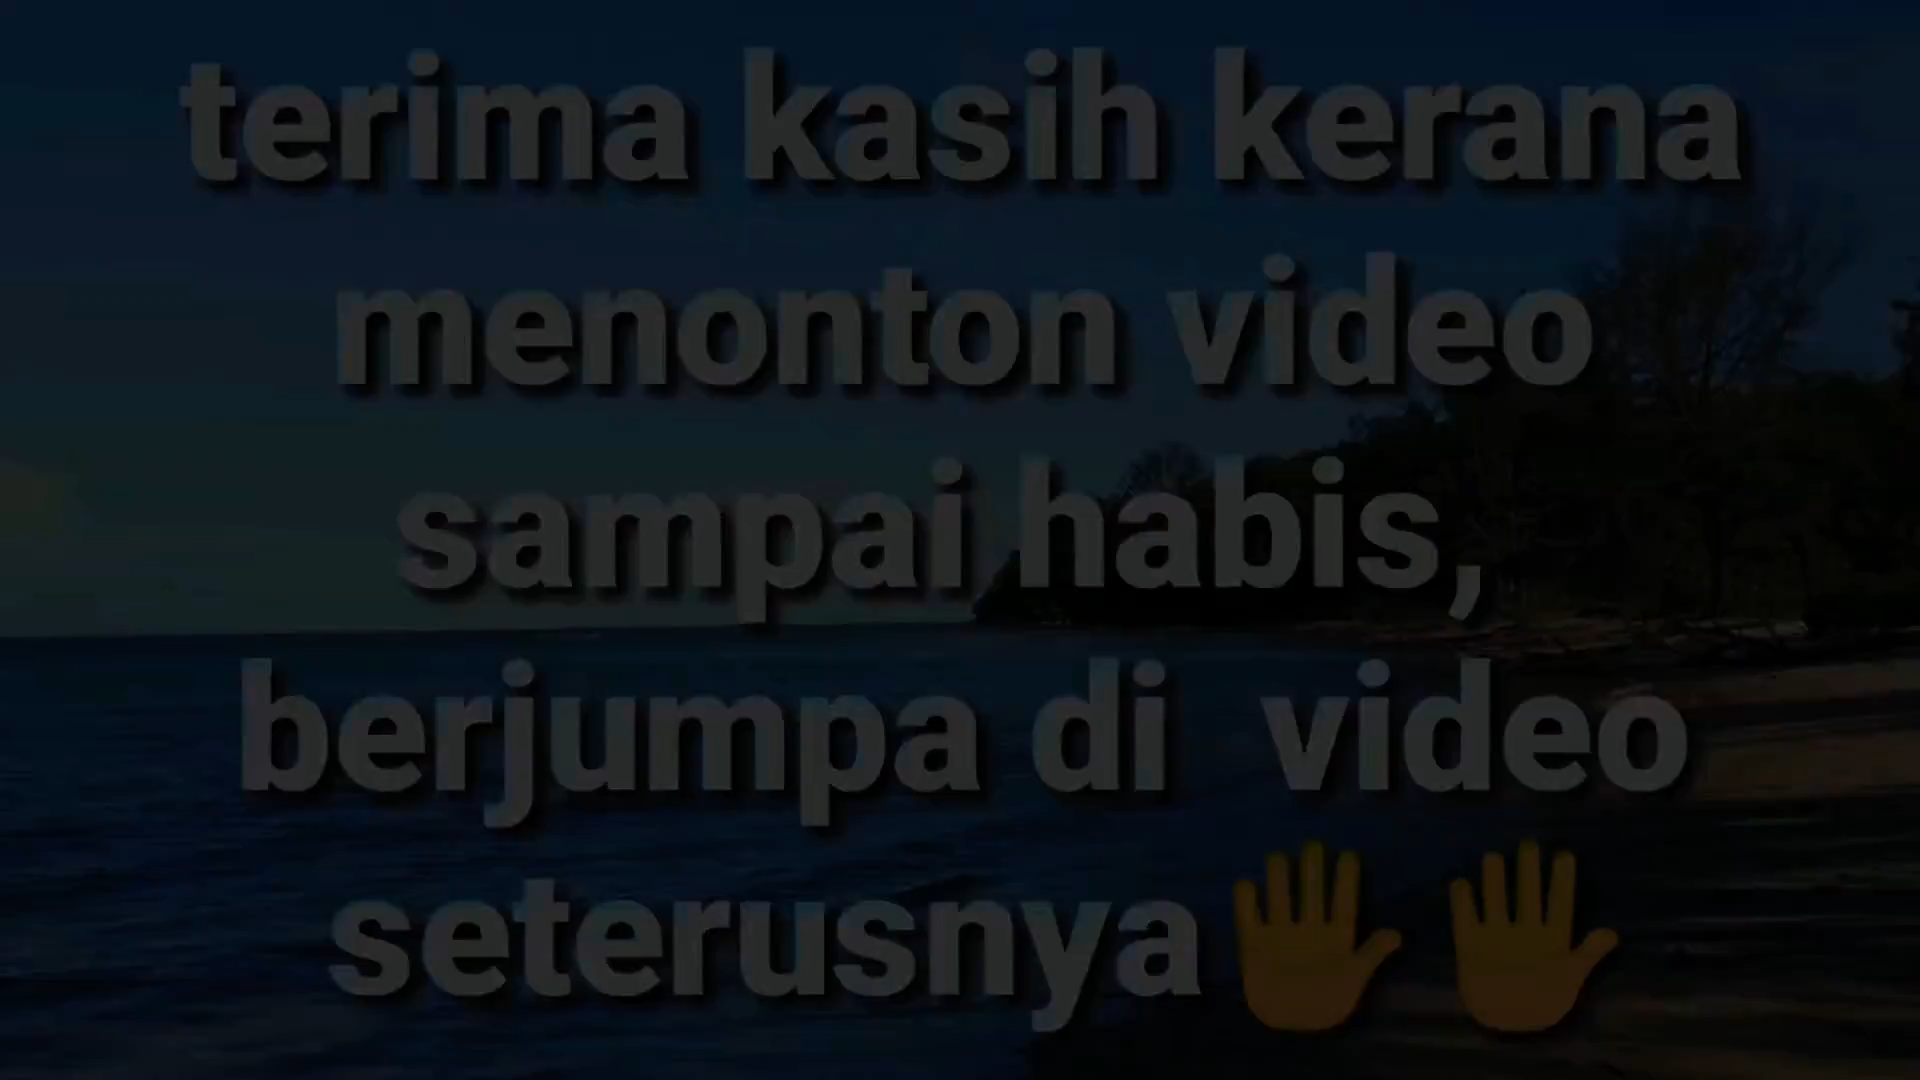 terima kasih kerana
menonton video
sampai habis,
berjumpa di  video
seterusnya🖐🖐